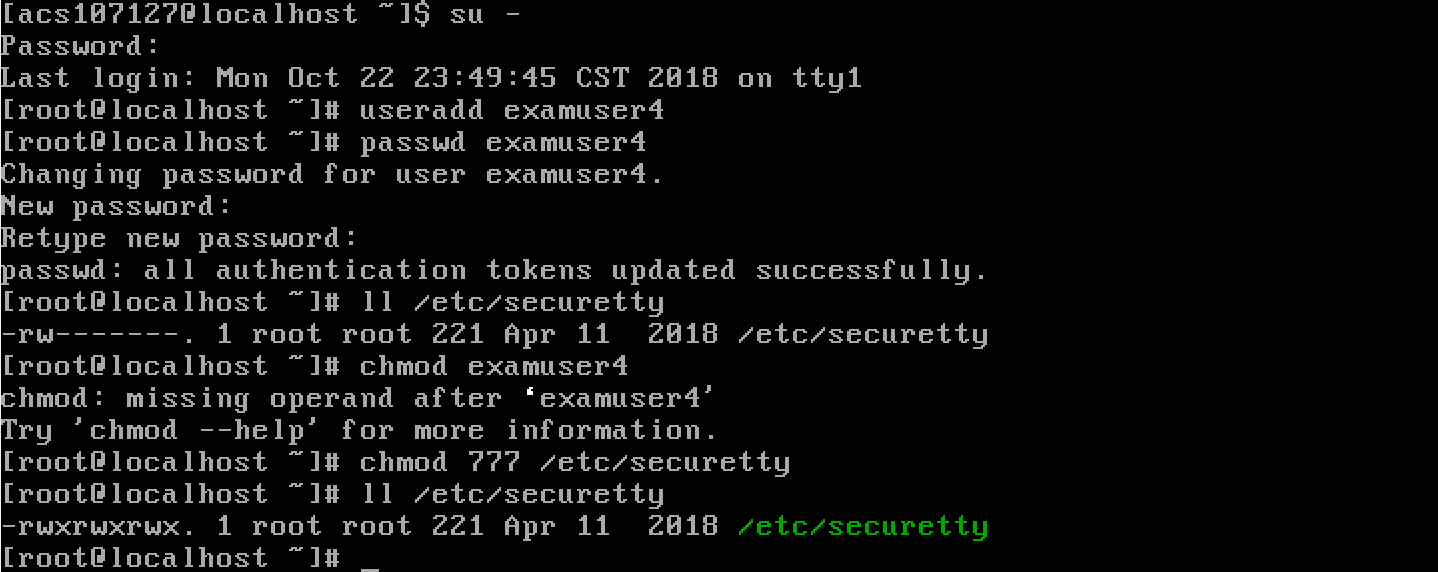 [acs107127@localhost ~]$ su -
Password:
Last login: Mon Oct 22 23:49:45 CST 2018 on tty1
[root@localhost ~]# useradd examuser4
[root@localhost ~]# passwd examuser4
Changing password for user examuser4.
New password:
Retype new password:
passwd: all authentication tokens updated successfully.
[root@localhost ~]# ll /etc/securetty
-rw-------. 1 root root 221 Apr 11  2018 /etc/securetty
[root@localhost ~]# chmod examuser4
chmod: missing operand after ‘examuser4’
Try 'chmod --help' for more information.
[root@localhost ~]# chmod 777 /etc/securetty
[root@localhost ~]# ll /etc/securetty
-rwxrwxrwx. 1 root root 221 Apr 11  2018 /etc/securetty
[root@localhost ~]# _